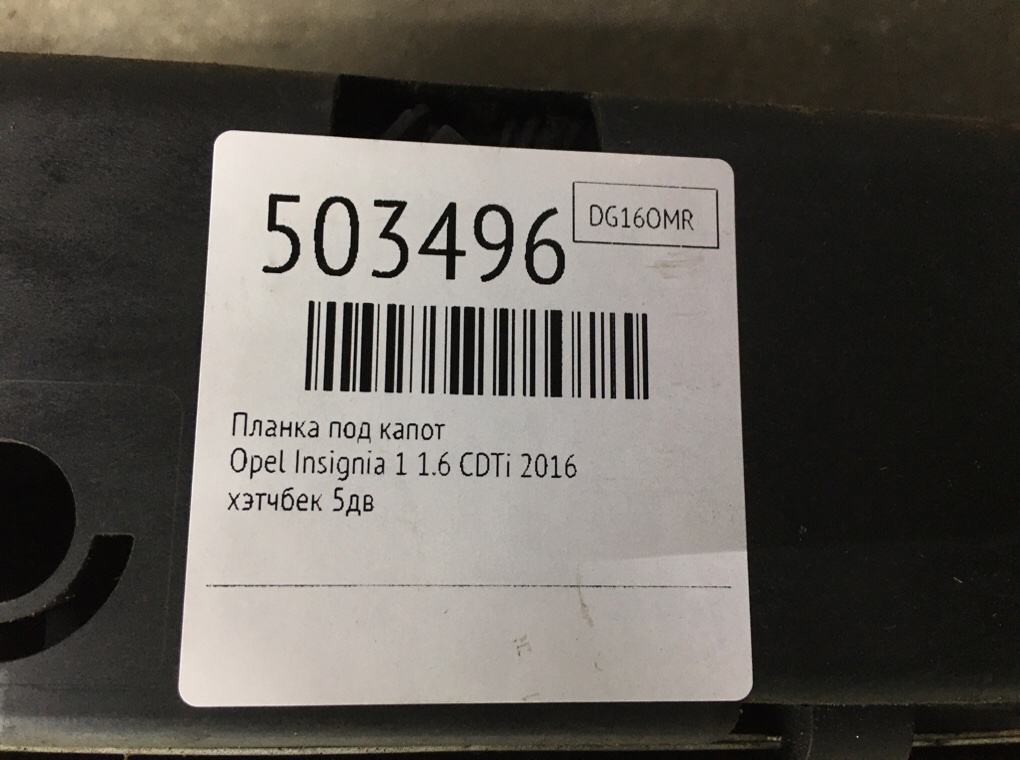 503496
DG16OMR
Планка под капот
Opel Insignia 1 1.6 CDTi 2016
хэтчбек 5дв